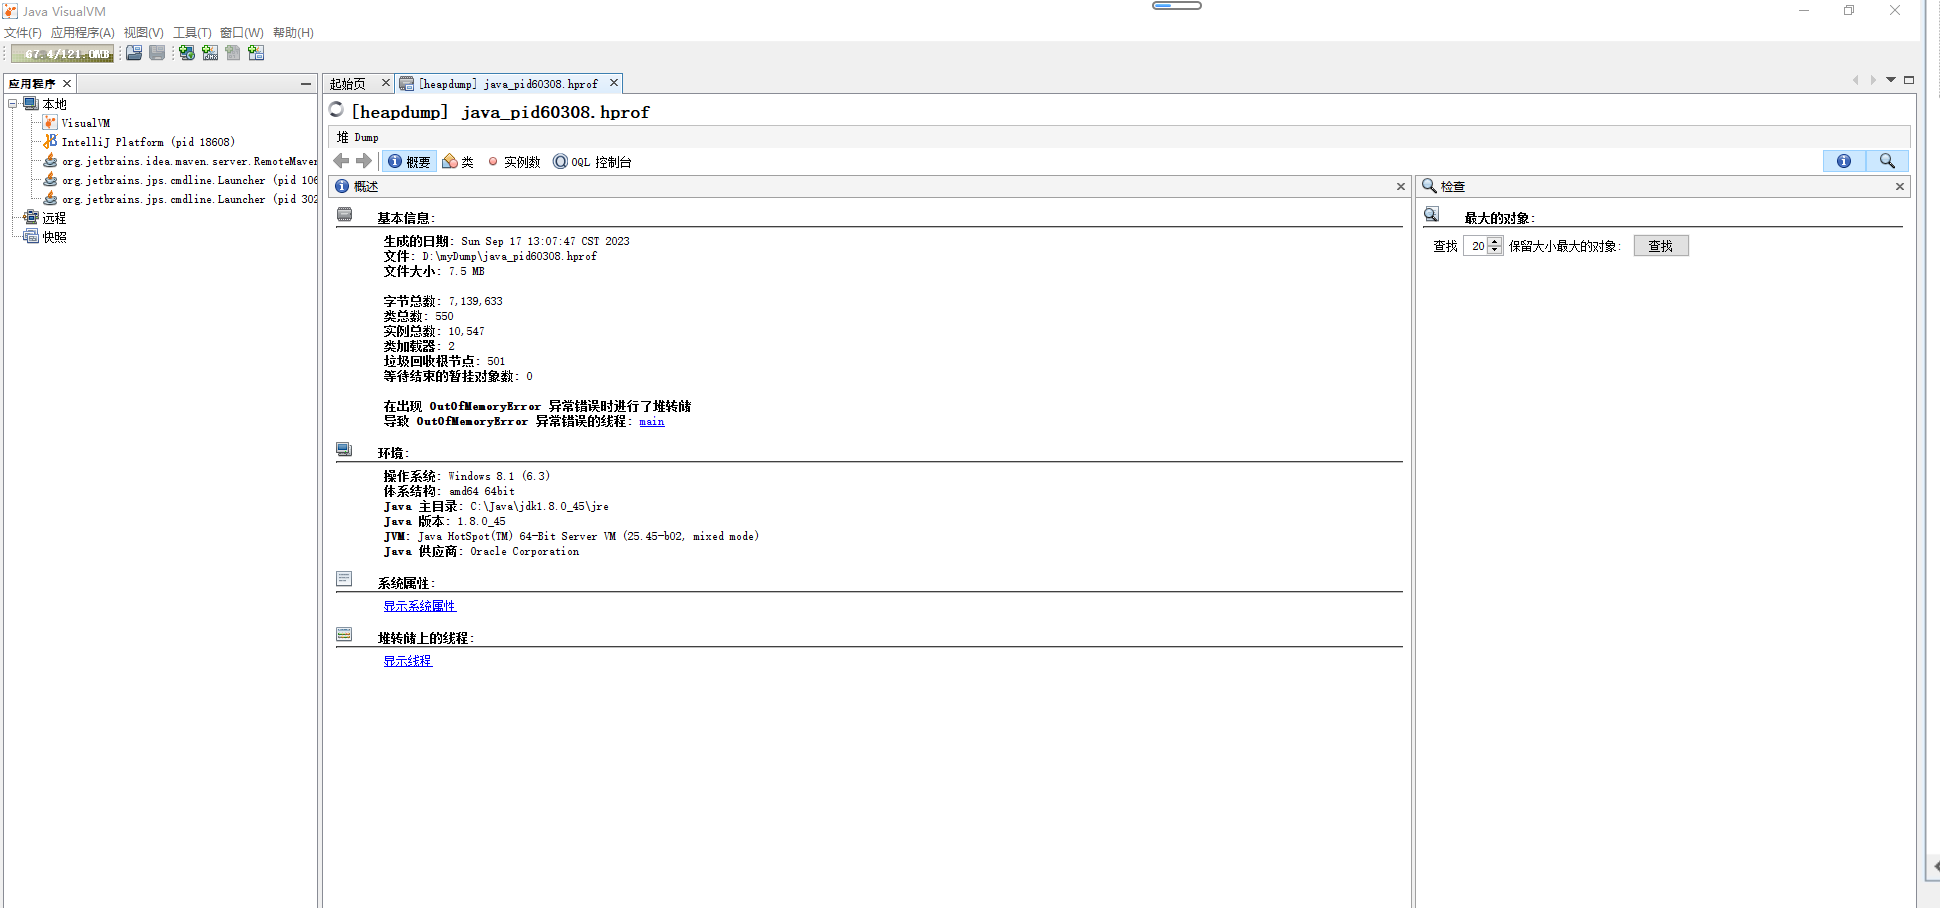 Java VisualVM
文件(F) 应用程序(A) 视图(V) 工具(T) 窗口(W) 帮助(H)
67.4/121.0MB
应用程序
本地
VisualVM
IntelliJ Platform (pid 18608)
org.jetbrains.idea.maven.server.RemoteMaven
org.jetbrains.jps.cmdline.Launcher (pid 106
org.jetbrains.jps.cmdline.Launcher (pid 302
远程
快照
起始页 [heapdump] java_pid60308.hprof
[heapdump] java_pid60308.hprof
堆 Dump
概要 类 实例数 OQL 控制台
概述
基本信息:
生成的日期: Sun Sep 17 13:07:47 CST 2023
文件: D:\myDump\java_pid60308.hprof
文件大小: 7.5 MB
字节总数: 7,139,633
类总数: 550
实例总数: 10,547
类加载器: 2
垃圾回收根节点: 501
等待结束的暂挂对象数: 0
在出现 OutOfMemoryError 异常错误时进行了堆转储
导致 OutOfMemoryError 异常错误的线程: main
环境:
操作系统: Windows 8.1 (6.3)
体系结构: amd64 64bit
Java 主目录: C:\Java\jdk1.8.0_45\jre
Java 版本: 1.8.0_45
JVM: Java HotSpot(TM) 64-Bit Server VM (25.45-b02, mixed mode)
Java 供应商: Oracle Corporation
系统属性:
显示系统属性
堆转储上的线程:
显示线程
检查
最大的对象:
查找 20 保留大小最大的对象: 查找